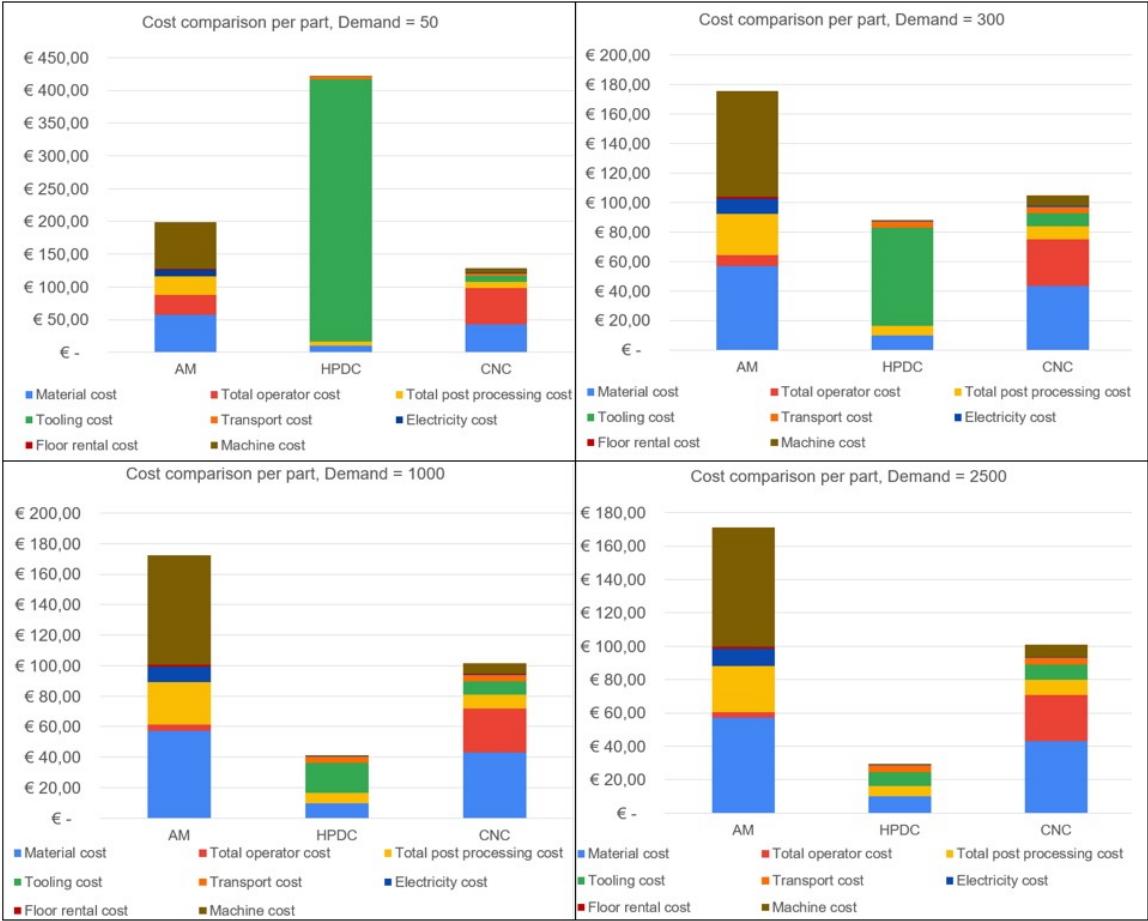 Cost comparison per part, Demand = 50
€ 450,00
€ 400,00
€ 350,00
€ 300,00
€ 250,00
€ 200,00
€ 150,00
€ 100,00
€ 50,00
€ -
AM HPDC CNC
Material cost Total operator cost Total post processing cost
Tooling cost Transport cost Electricity cost
Floor rental cost Machine cost
Cost comparison per part, Demand = 300
€ 200,00
€ 180,00
€ 160,00
€ 140,00
€ 120,00
€ 100,00
€ 80,00
€ 60,00
€ 40,00
€ 20,00
€ -
AM HPDC CNC
Material cost Total operator cost Total post processing cost
Tooling cost Transport cost Electricity cost
Floor rental cost Machine cost
Cost comparison per part, Demand = 1000
€ 200,00
€ 180,00
€ 160,00
€ 140,00
€ 120,00
€ 100,00
€ 80,00
€ 60,00
€ 40,00
€ 20,00
€ -
AM HPDC CNC
Material cost Total operator cost Total post processing cost
Tooling cost Transport cost Electricity cost
Floor rental cost Machine cost
Cost comparison per part, Demand = 2500
€ 180,00
€ 160,00
€ 140,00
€ 120,00
€ 100,00
€ 80,00
€ 60,00
€ 40,00
€ 20,00
€ -
AM HPDC CNC
Material cost Total operator cost Total post processing cost
Tooling cost Transport cost Electricity cost
Floor rental cost Machine cost